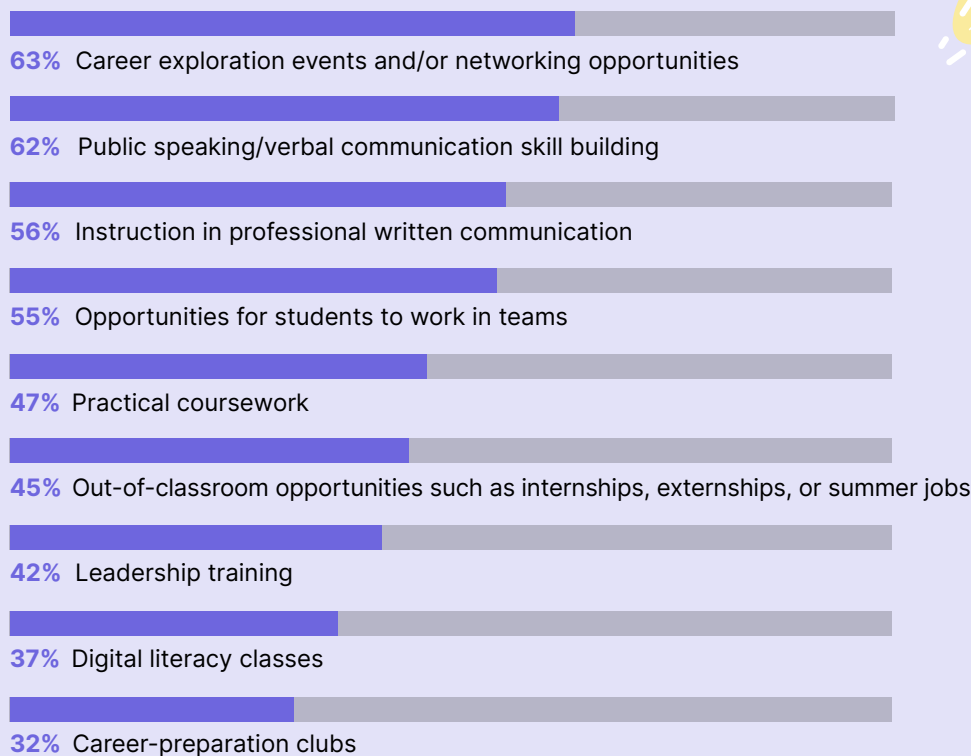 63% Career exploration events and/or networking opportunities
62% Public speaking/verbal communication skill building
56% Instruction in professional written communication
55% Opportunities for students to work in teams
47% Practical coursework
45% Out-of-classroom opportunities such as internships, externships, or summer jobs
42% Leadership training
37% Digital literacy classes
32% Career-preparation clubs